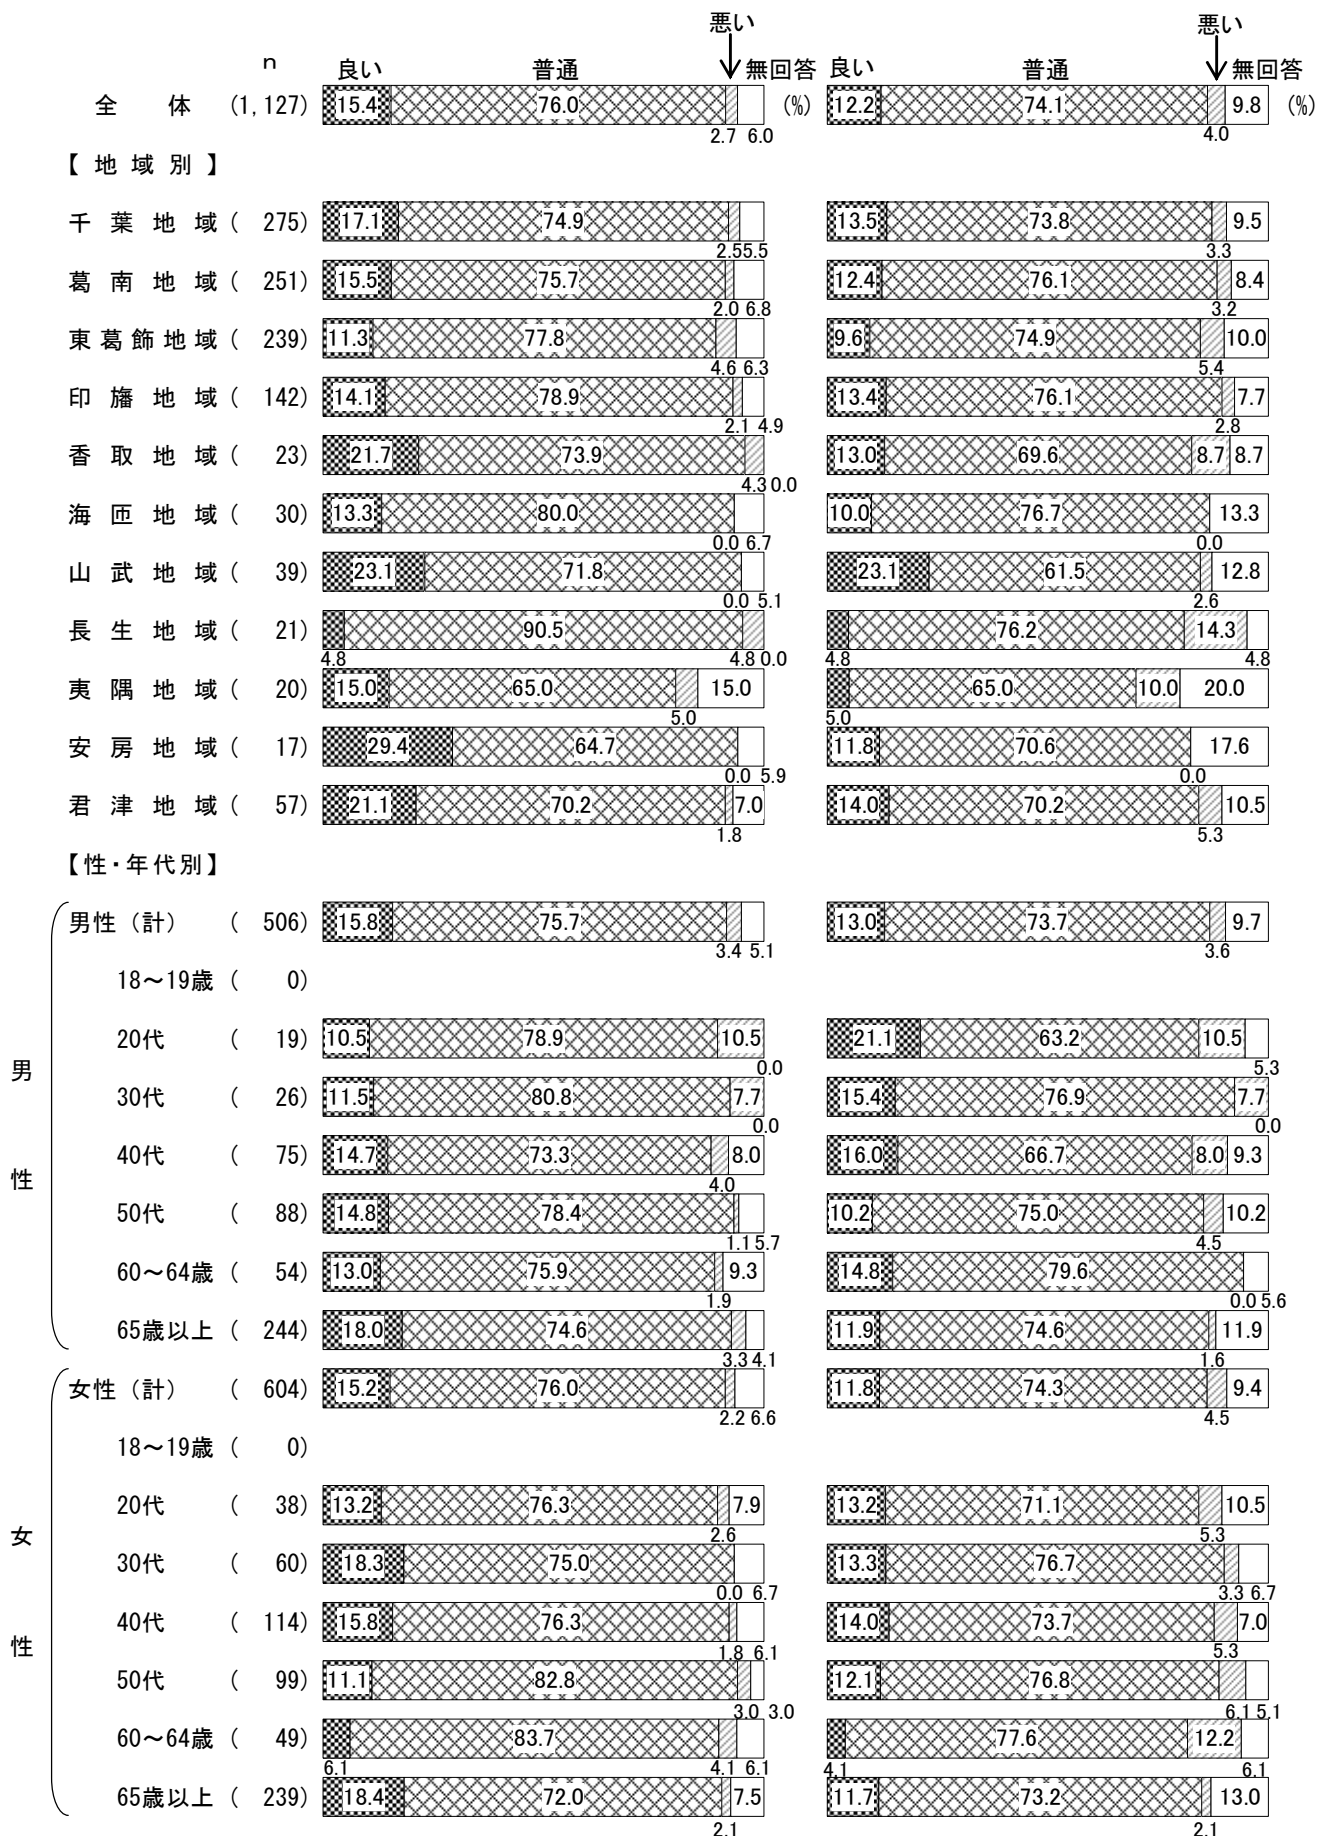 悪い 悪い
n 良い 普通 無回答 良い 普通 無回答
全体 (1,127) 15.4 76.0 (%) 12.2 74.1 9.8 (%)
2.7 6.0 4.0
【地域別】
千葉地域 ( 275) 17.1 74.9 13.5 73.8 9.5
2.5 5.5 3.3
葛南地域 ( 251) 15.5 75.7 12.4 76.1 8.4
2.0 6.8 3.2
東葛飾地域 ( 239) 11.3 77.8 9.6 74.9 10.0
4.6 6.3 5.4
印旛地域 ( 142) 14.1 78.9 13.4 76.1 7.7
2.1 4.9 2.8
香取地域 ( 23) 21.7 73.9 13.0 69.6 8.7 8.7
4.3 0.0
海匝地域 ( 30) 13.3 80.0 10.0 76.7 13.3
0.0 6.7 0.0
山武地域 ( 39) 23.1 71.8 23.1 61.5 12.8
0.0 5.1 2.6
長生地域 ( 21) 90.5 76.2 14.3
4.8 4.8 0.0 4.8 4.8
夷隅地域 ( 20) 15.0 65.0 15.0 65.0 10.0 20.0
5.0 5.0
安房地域 ( 17) 29.4 64.7 11.8 70.6 17.6
0.0 5.9 0.0
君津地域 ( 57) 21.1 70.2 7.0 14.0 70.2 10.5
1.8 5.3
【性・年代別】
男性（計） ( 506) 15.8 75.7 13.0 73.7 9.7
3.4 5.1 3.6
18～19歳 ( 0)
20代 ( 19) 10.5 78.9 10.5 21.1 63.2 10.5
0.0 5.3
男
30代 ( 26) 11.5 80.8 7.7 15.4 76.9 7.7
0.0 0.0
40代 ( 75) 14.7 73.3 8.0 16.0 66.7 8.0 9.3
性
4.0
50代 ( 88) 14.8 78.4 10.2 75.0 10.2
1.1 5.7 4.5
60～64歳 ( 54) 13.0 75.9 9.3 14.8 79.6
1.9 0.0 5.6
65歳以上 ( 244) 18.0 74.6 11.9 74.6 11.9
3.3 4.1 1.6
女性（計） ( 604) 15.2 76.0 11.8 74.3 9.4
2.2 6.6 4.5
18～19歳 ( 0)
20代 ( 38) 13.2 76.3 7.9 13.2 71.1 10.5
女
2.6 5.3
30代 ( 60) 18.3 75.0 13.3 76.7
0.0 6.7 3.3 6.7
40代 ( 114) 15.8 76.3 14.0 73.7 7.0
性
1.8 6.1 5.3
50代 ( 99) 11.1 82.8 12.1 76.8
3.0 3.0 6.1 5.1
60～64歳 ( 49) 83.7 77.6 12.2
6.1 4.1 6.1 4.1 6.1
65歳以上 ( 239) 18.4 72.0 7.5 11.7 73.2 13.0
2.1 2.1